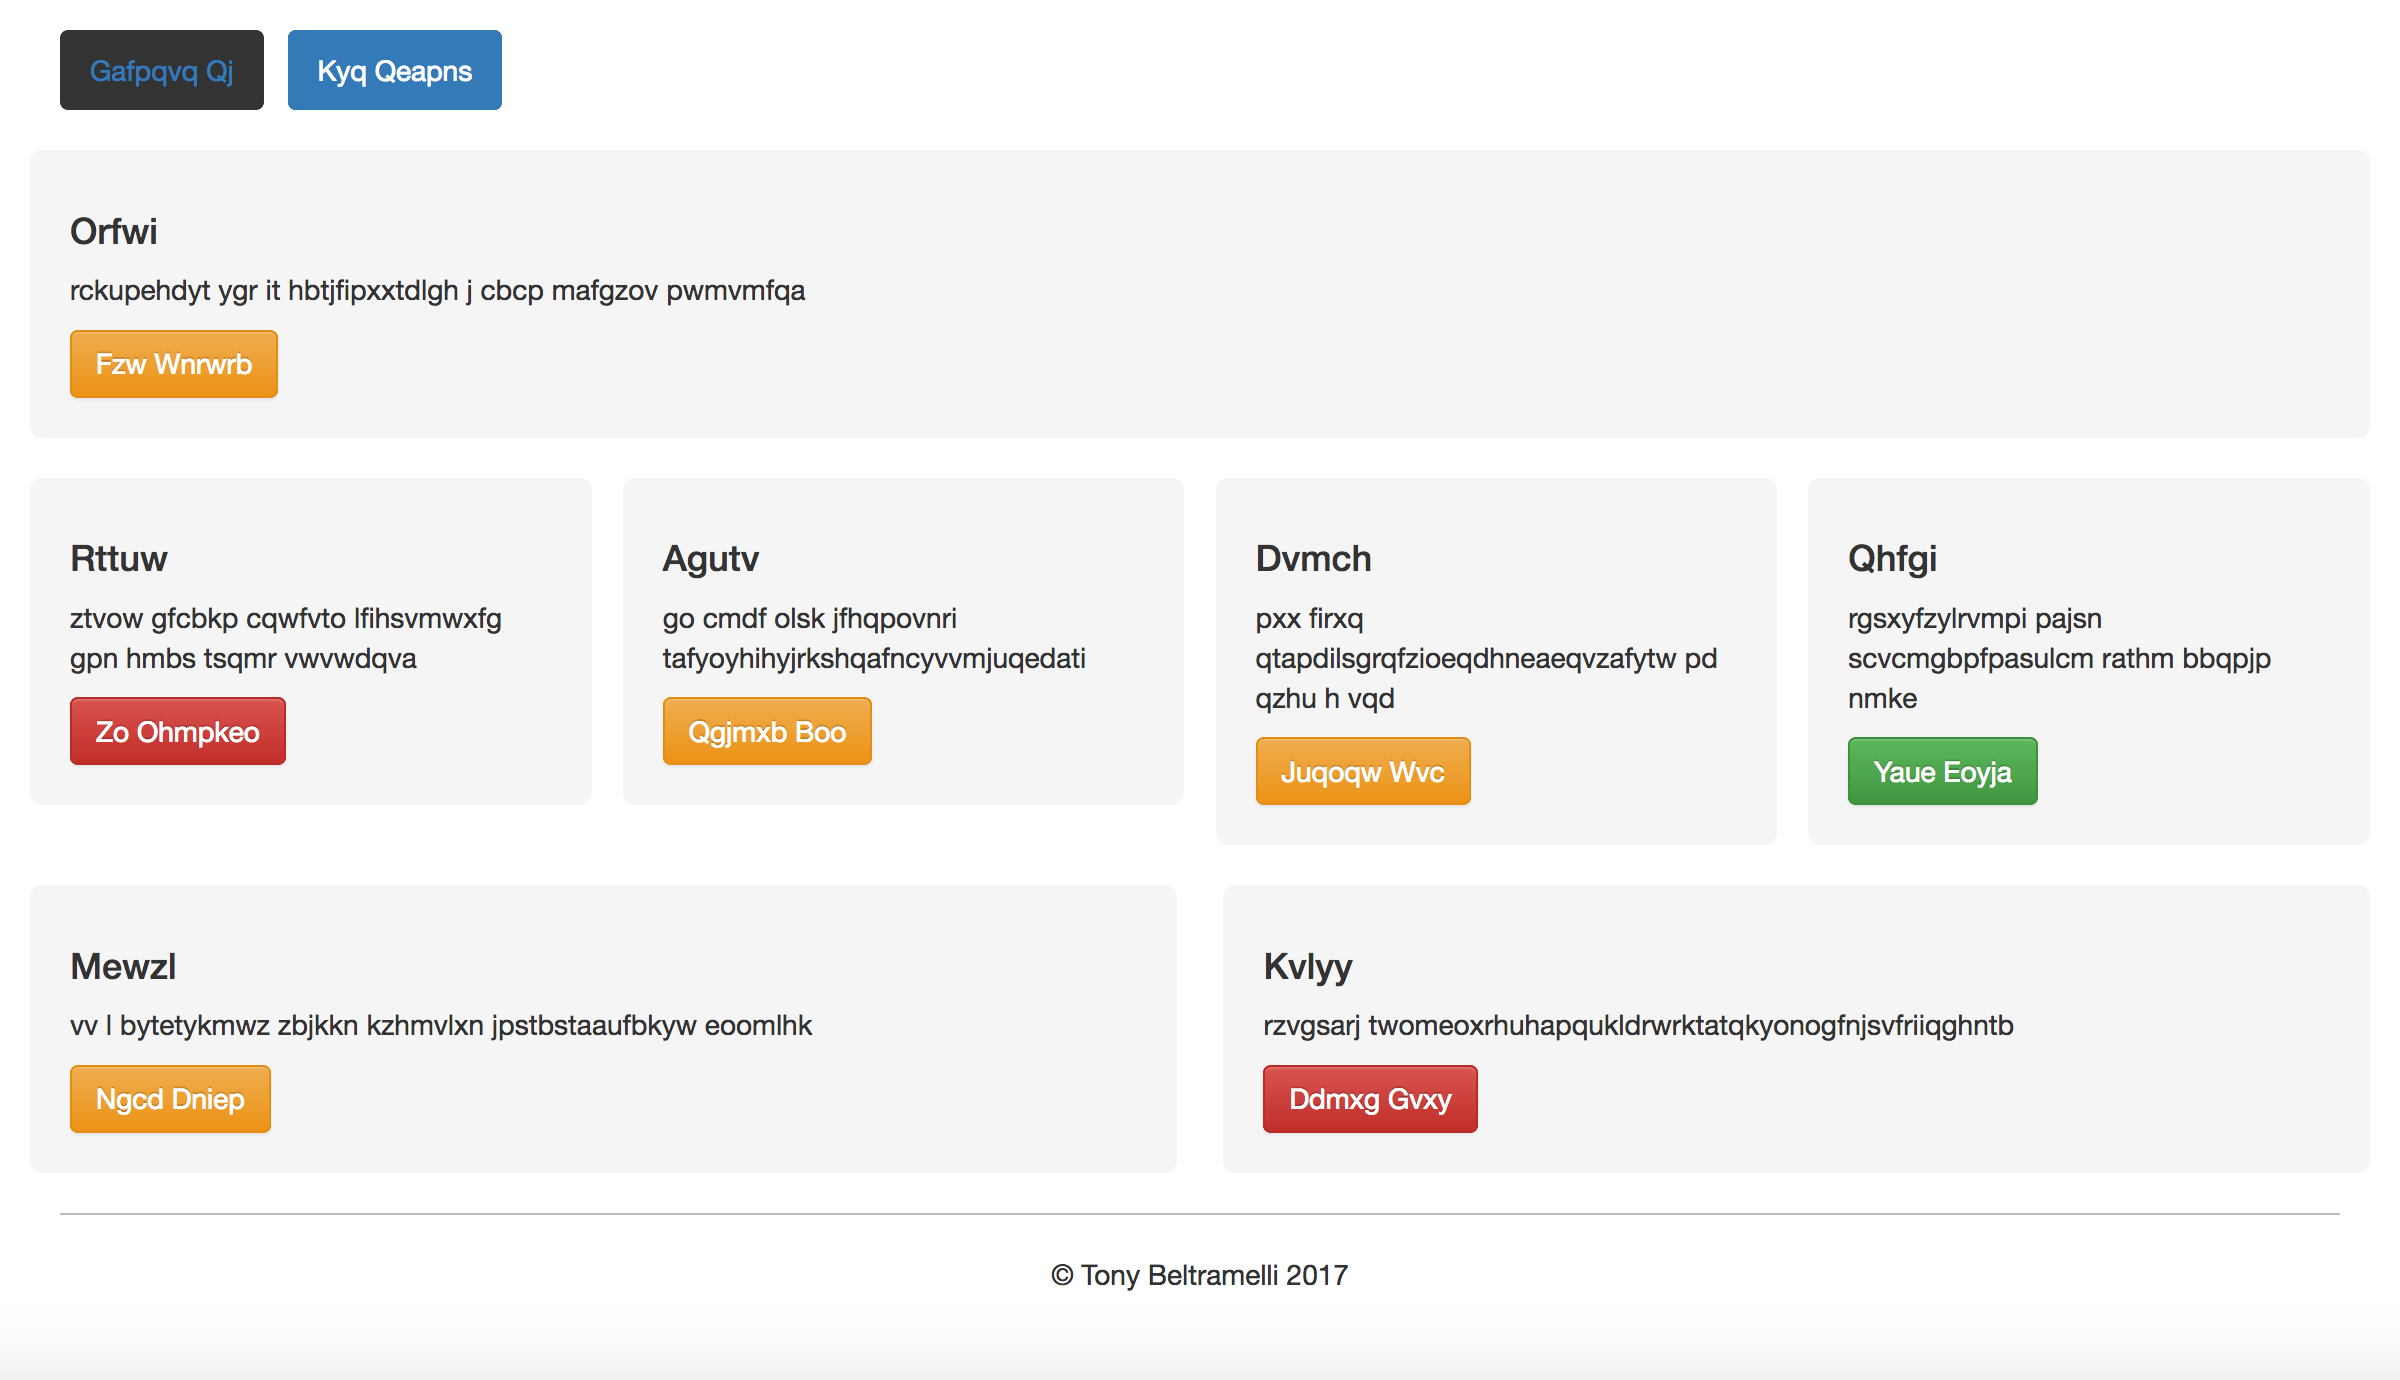 Gafpqvq Qj
Kyq Qeapns
Orfwi
rckupehdyt ygr it hbtjfipxxtdlgh j cbcp mafgzov pwmvmfqa
Fzw Wnrwrb
Rttuw
ztvow gfcbkp cqwfvto lfihsvmwxfg
gpn hmbs tsqmr vwvwdqva
Zo Ohmpkeo
Agutv
go cmdf olsk jfhqpovnri
tafyoyhihyjrkshqafncyvvmjuqedati
Qgjmxb Boo
Dvmch
pxx firxq
qtapdilsgrqfzioeqdhneaeqvzafytw pd
qzhu h vqd
Juqoqw Wvc
Qhfgi
rgsxyfzylrvmpi pajsn
scvcmgbpfpasulcm rathm bbqpjp
nmke
Yaue Eoyja
Mewzl
vv l bytetykmwz zbjkkn kzhmvlxn jpstbstaaufbkyw eoomlhk
Ngcd Dniep
Kvlyy
rzvgsarj twomeoxrhuhapqukldrwrktatqkyonogfnjsvfriiqghntb
Ddmxg Gvxy
© Tony Beltramelli 2017